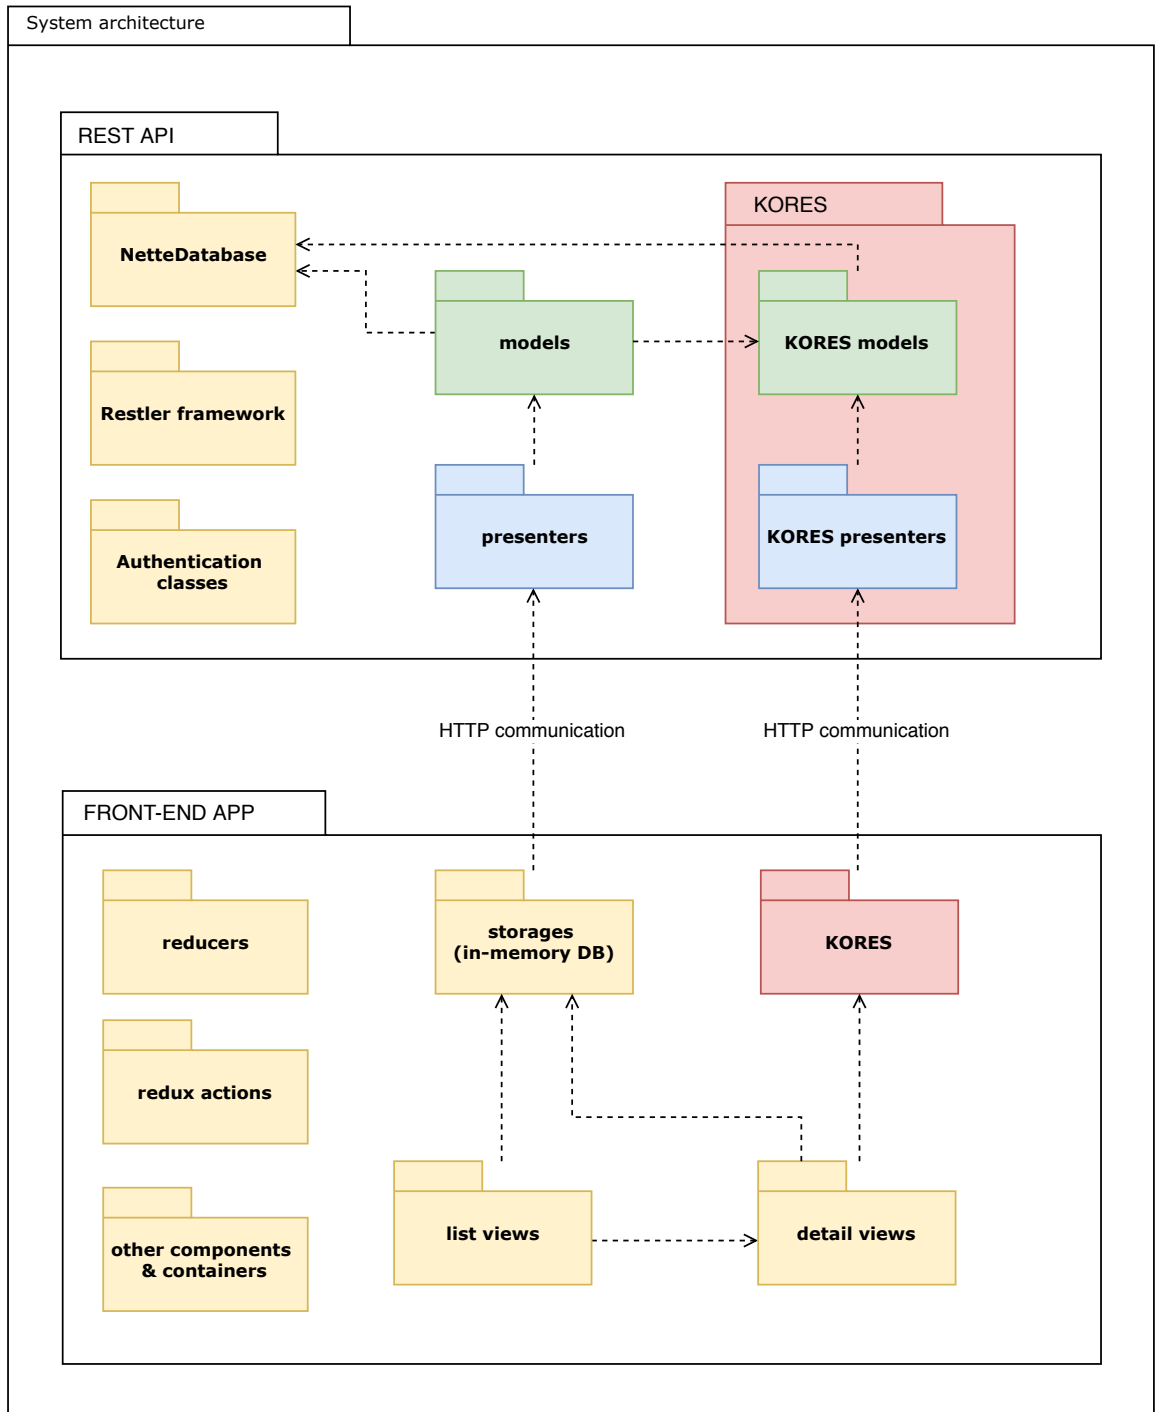 System architecture
REST API
KORES
NetteDatabase
models
KORES models
Restler framework
presenters
KORES presenters
Authentication
classes
HTTP communication
HTTP communication
FRONT-END APP
reducers
storages
(in-memory DB)
KORES
redux actions
list views
detail views
other components
& containers